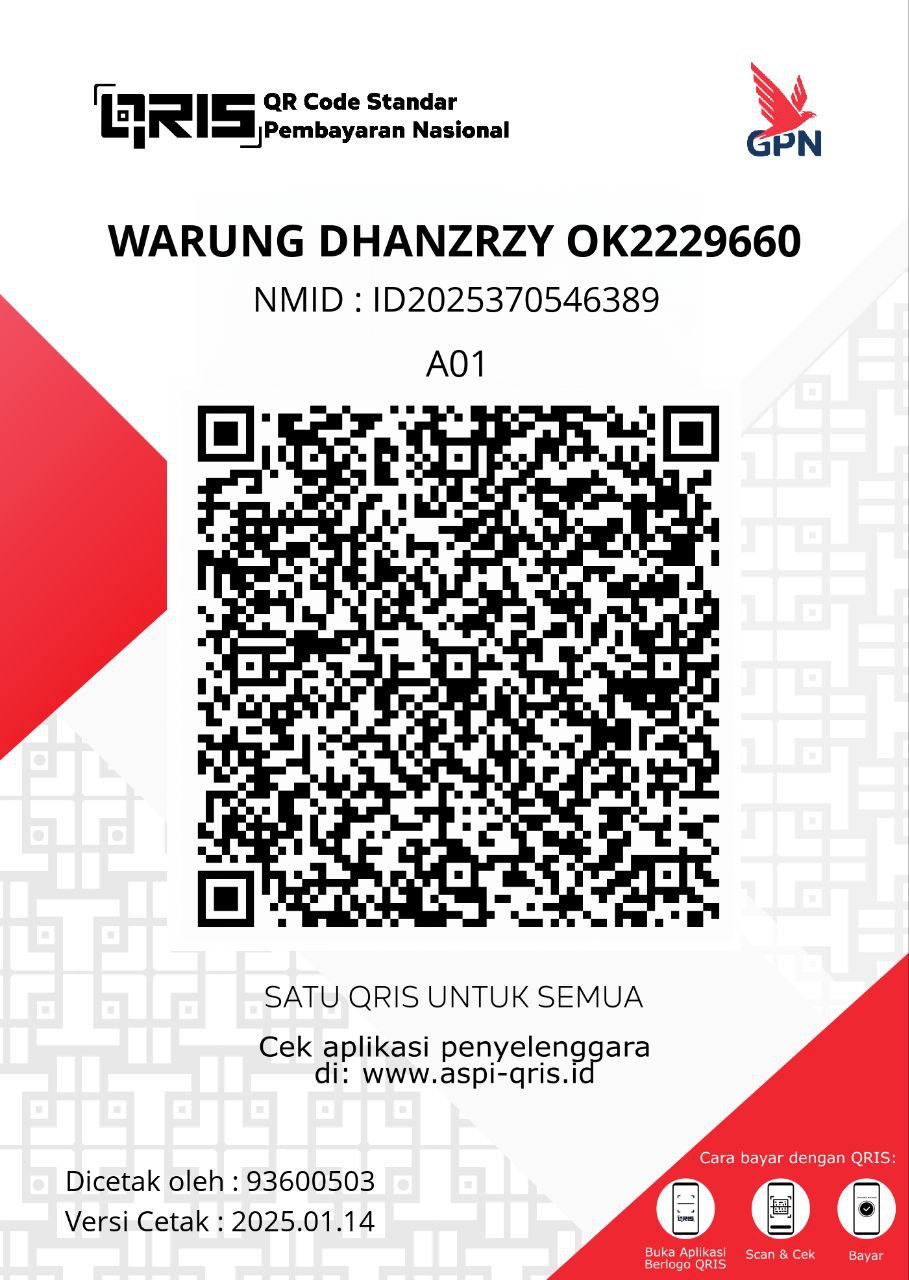 QRIS QR Code Standar
Pembayaran Nasional
GPN
WARUNG DHANZRZY OK2229660
NMID : ID2025370546389
A01
SATU QRIS UNTUK SEMUA
Cek aplikasi penyelenggara
di: www.aspi-qris.id
Dicetak oleh : 93600503
Versi Cetak : 2025.01.14
Cara bayar dengan QRIS:
QRIS
Buka Aplikasi
Berlogo QRIS
Scan & Cek
Bayar